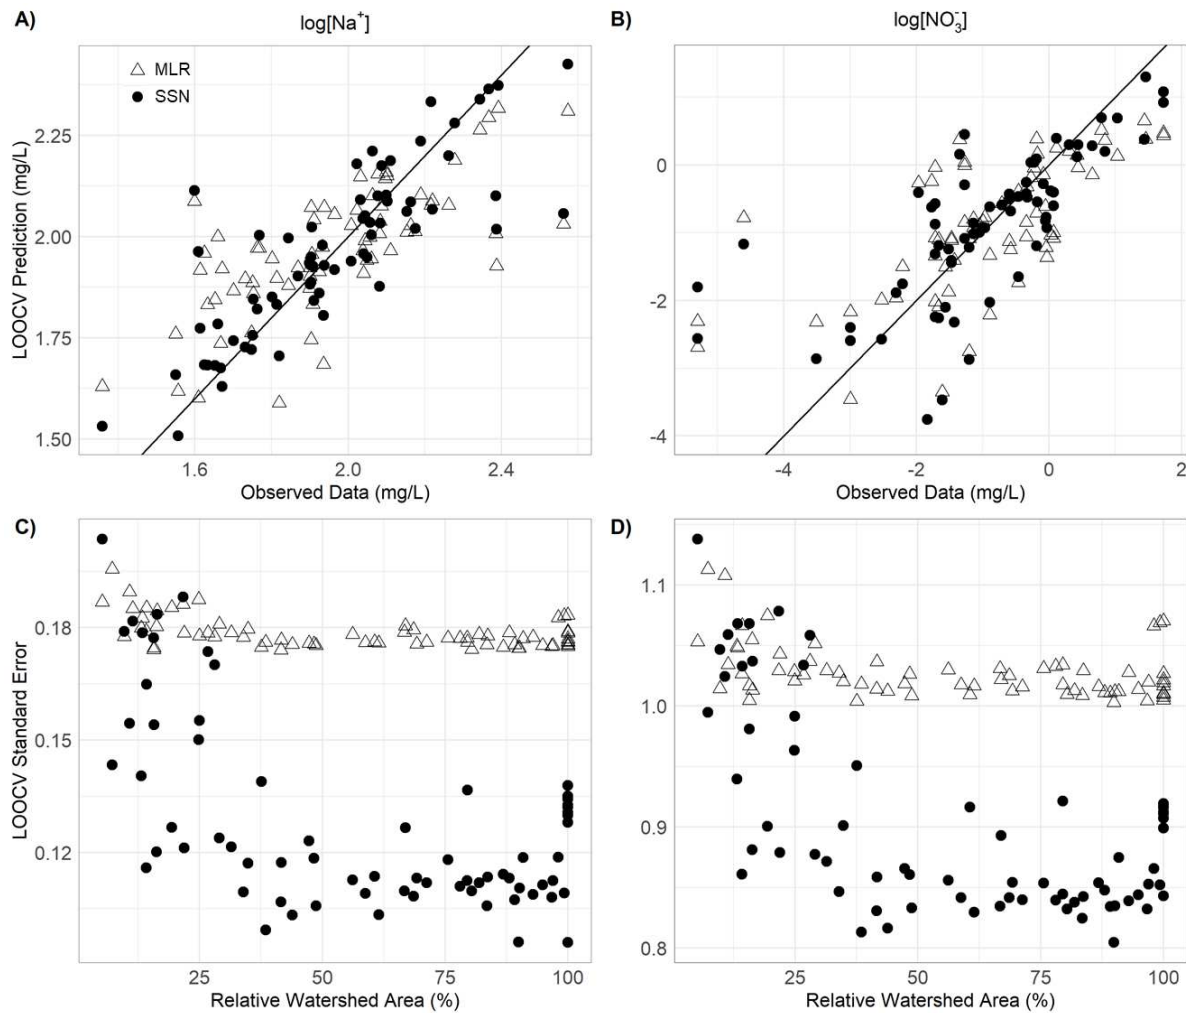 A) log[Na⁺]
B) log[NO₃⁻]
MLR
SSN
LOOCV Prediction (mg/L)
2.25
2.00
1.75
1.50
0
-2
-4
1.6 2.0 2.4
-4 -2 0 2
Observed Data (mg/L)
Observed Data (mg/L)
C)
D)
LOOCV Standard Error
0.18
0.15
0.12
1.1
1.0
0.9
0.8
25 50 75 100
25 50 75 100
Relative Watershed Area (%)
Relative Watershed Area (%)